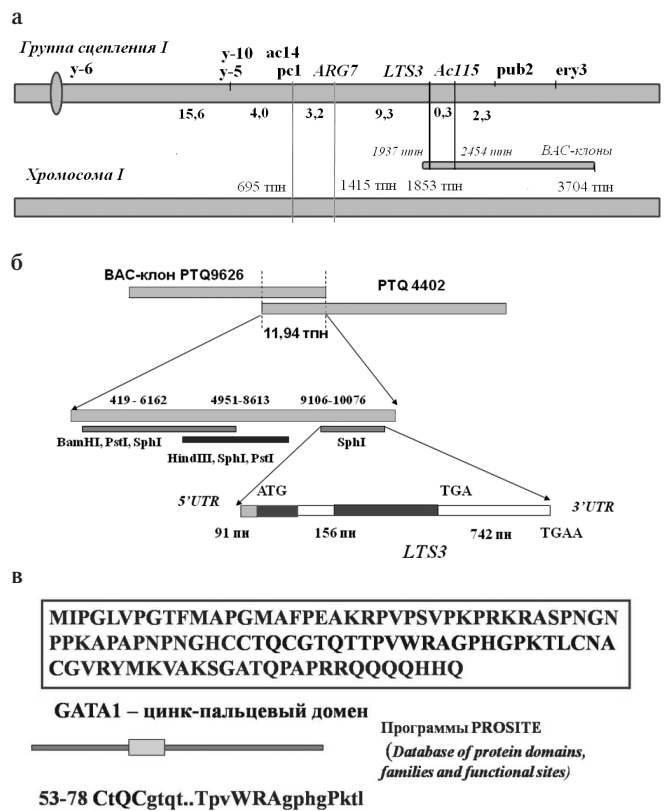 а
Группа сцепления I
y-6
y-10
y-5
ac14
pc1
ARG7
LTS3
Ac115
pub2
ery3
15,6
4,0
3,2
9,3
0,3
2,3
1937 тпн
2454 тпн
ВАС-клоны
Хромосома I
695 тпн
1415 тпн
1853 тпн
3704 тпн
б
ВАС-клон PTQ9626
PTQ 4402
11,94 тпн
419 - 6162
4951-8613
9106-10076
BamHI, PstI, SphI
HindIII, SphI, PstI
SphI
5'UTR
ATG
TGA
3'UTR
91 пн
156 пн
742 пн
TGAA
LTS3
в
MIPGLVPGTFMAPGMAFPEAKRPVPSVPKPRKRASPNGN
PPKAPAPNPNGHCCTQCGTQTTPVWRAGPHGPKTLCNA
CGVRYMKVAKSGATQPAPRRQQQQHHQ
GATA1 – цинк-пальцевый домен
Программы PROSITE
(Database of protein domains,
families and functional sites)
53-78 CtQCgtqt..TpvWRAgphgPktl